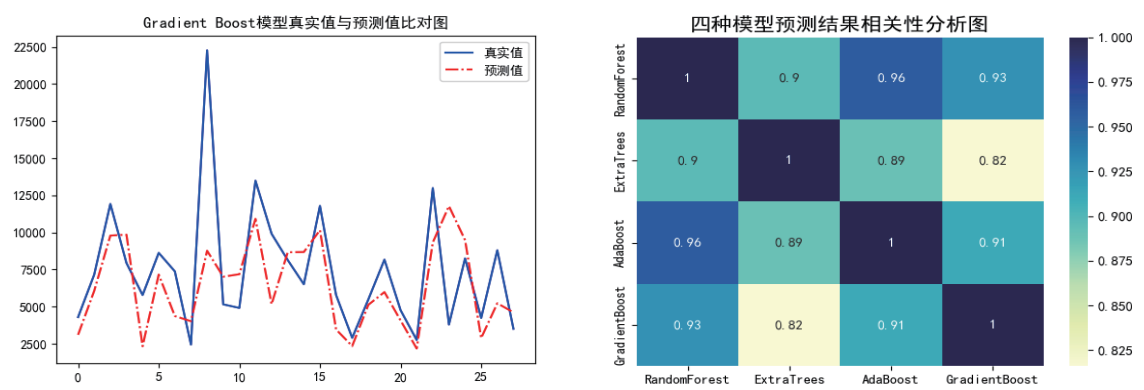 Gradient Boost模型真实值与预测值比对图
22500
20000
17500
15000
12500
10000
7500
5000
2500
0 5 10 15 20 25
真实值
预测值
四种模型预测结果相关性分析图
RandomForest 1 0.9 0.96 0.93
ExtraTrees 0.9 1 0.89 0.82
AdaBoost 0.96 0.89 1 0.91
GradientBoost 0.93 0.82 0.91 1
RandomForest ExtraTrees AdaBoost GradientBoost
1.000
0.975
0.950
0.925
0.900
0.875
0.850
0.825